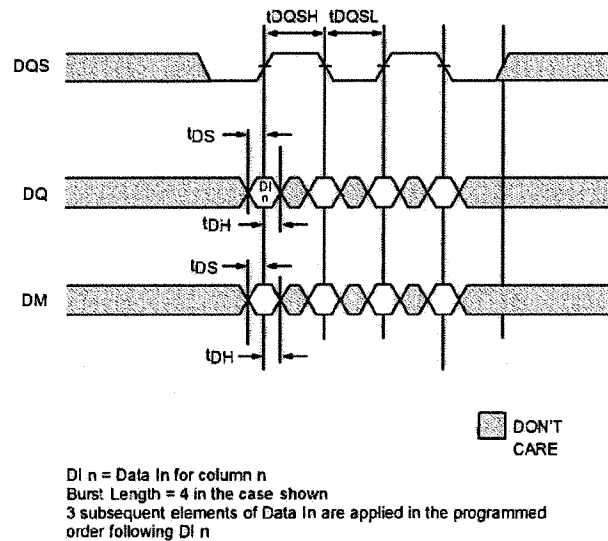 tDQSH tDQSL
DQS
tDS
DQ
DI
n
tDH
tDS
DM
tDH
DON'T
CARE
DI n = Data In for column n
Burst Length = 4 in the case shown
3 subsequent elements of Data In are applied in the programmed
order following DI n